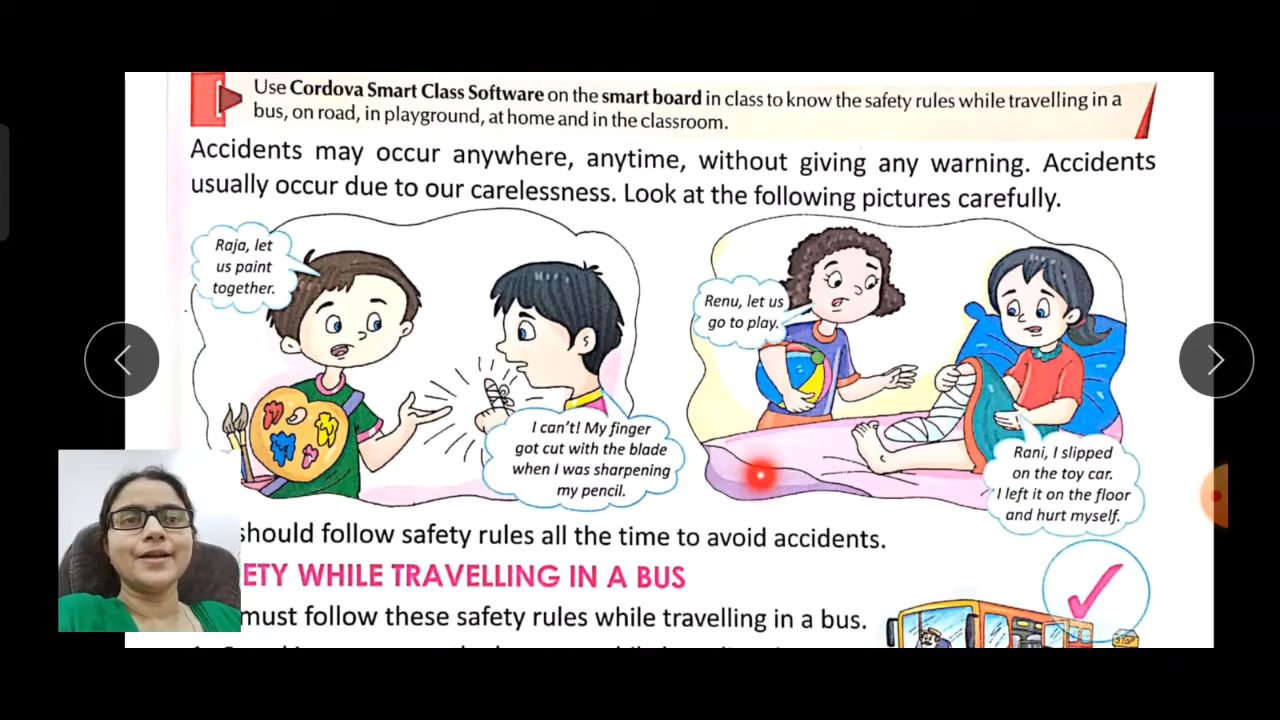 Use Cordova Smart Class Software on the smart board in class to know the safety rules while travelling in a
bus, on road, in playground, at home and in the classroom.
Accidents may occur anywhere, anytime, without giving any warning. Accidents
usually occur due to our carelessness. Look at the following pictures carefully.
Raja, let
us paint
together.
I can't! My finger
got cut with the blade
when I was sharpening
my pencil.
Renu, let us
go to play.
Rani, I slipped
on the toy car.
I left it on the floor
and hurt myself.
should follow safety rules all the time to avoid accidents.
ETY WHILE TRAVELLING IN A BUS
must follow these safety rules while travelling in a bus.
STOP